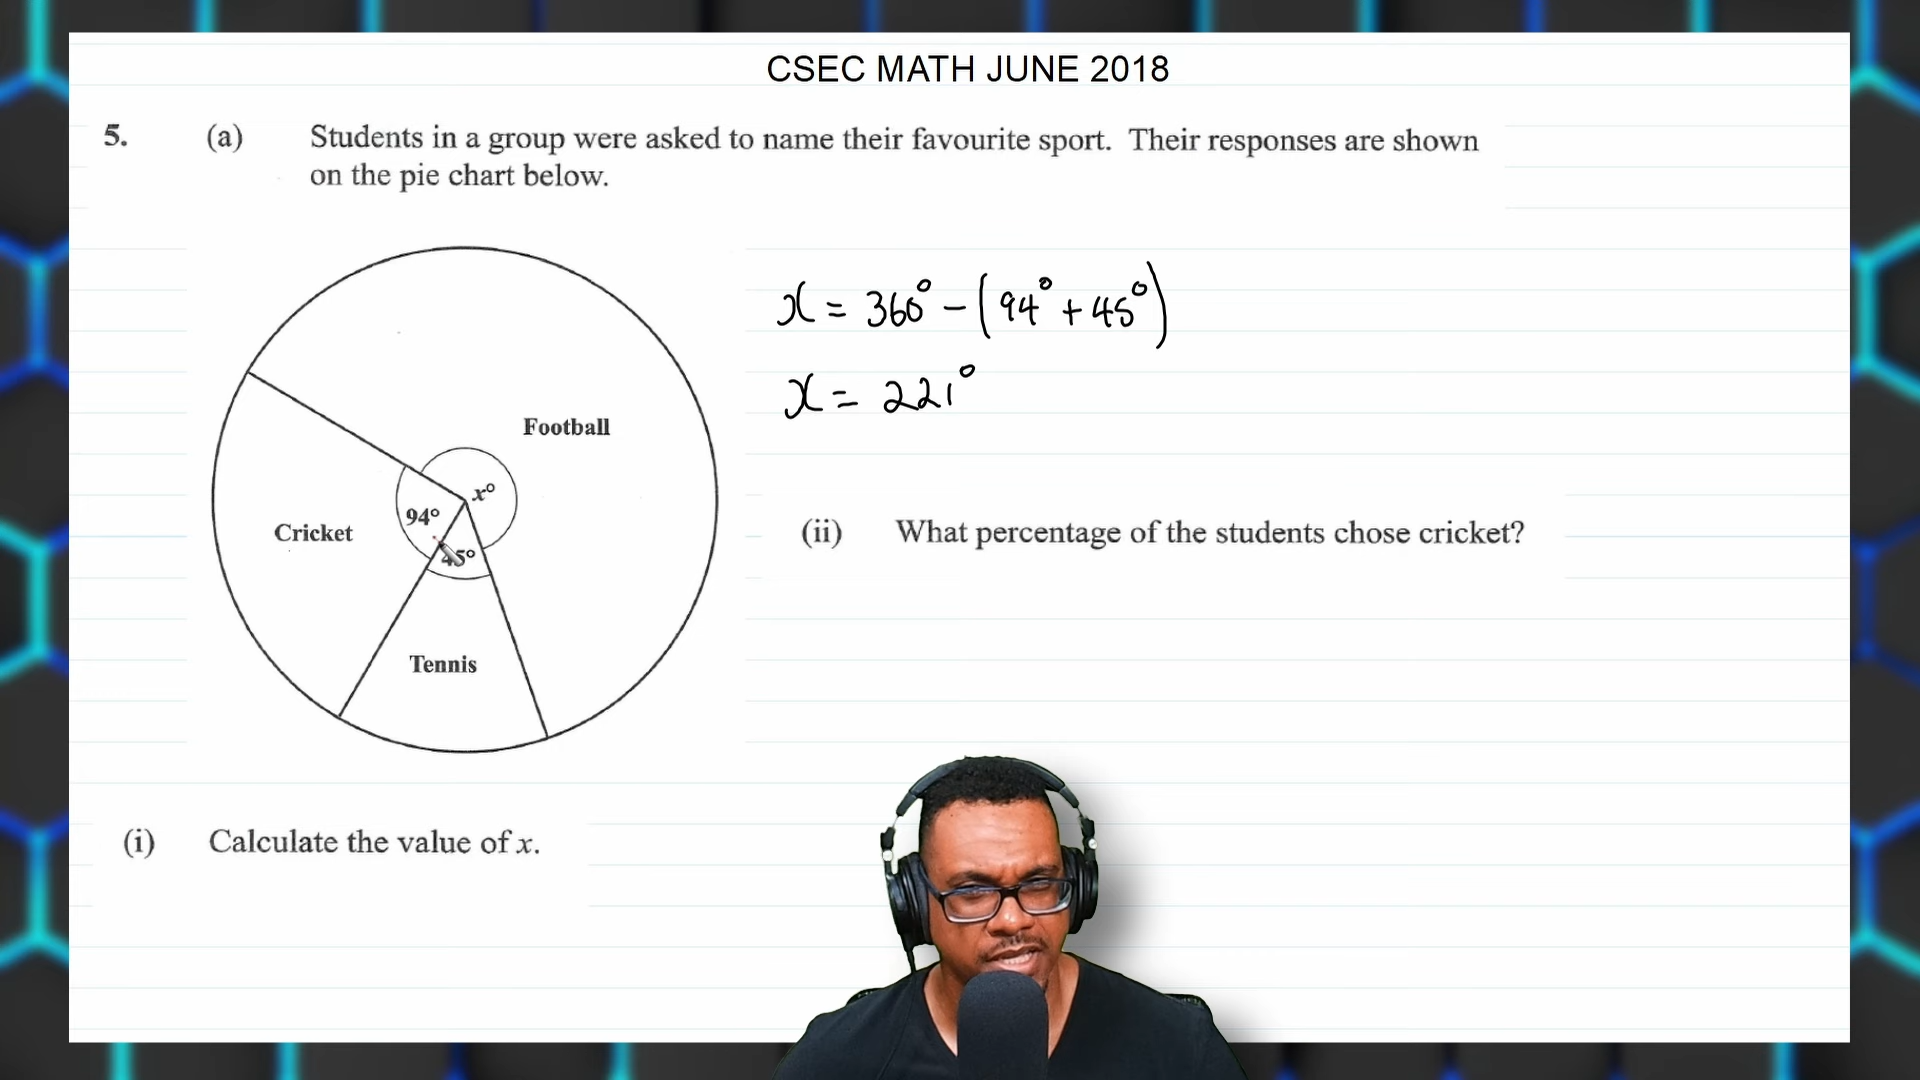 CSEC MATH JUNE 2018
5. (a) Students in a group were asked to name their favourite sport. Their responses are shown
on the pie chart below.
x = 360° – (94° + 45°)
x = 221°
Football
x°
94°
Cricket
45°
Tennis
(ii) What percentage of the students chose cricket?
(i) Calculate the value of x.